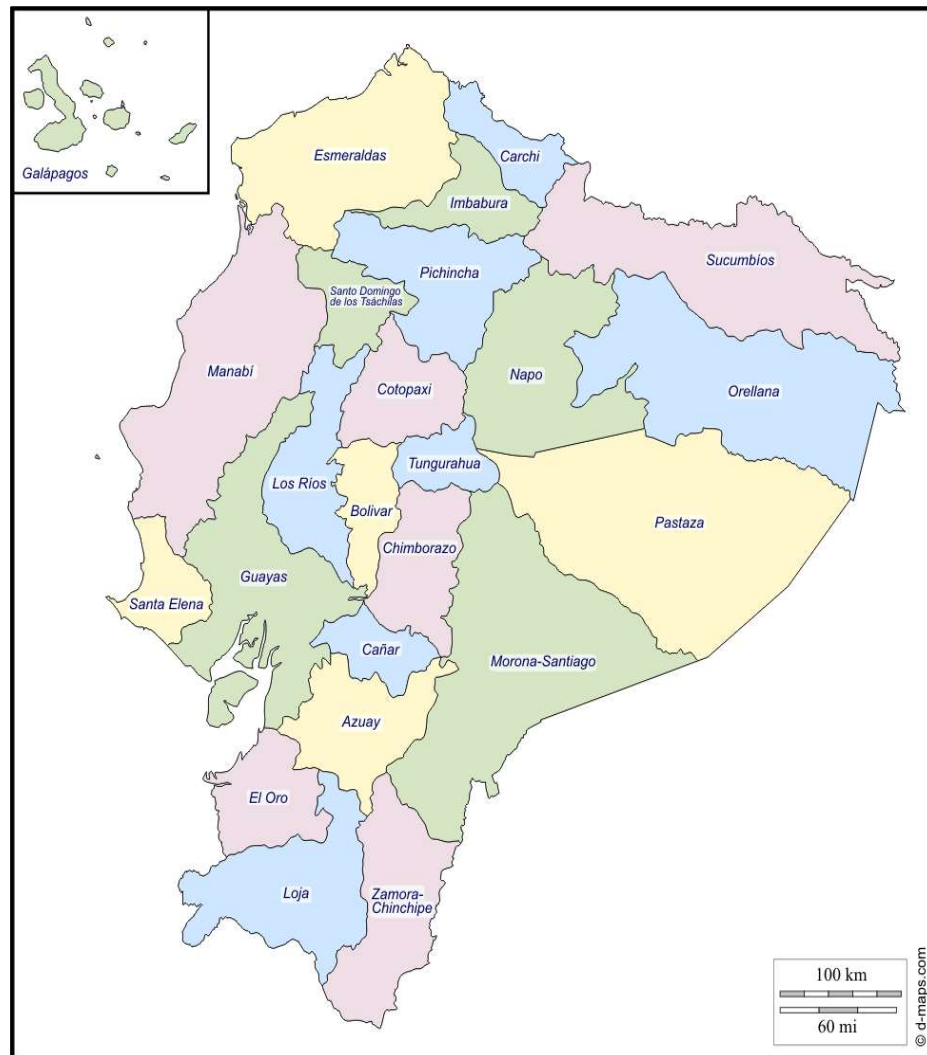 Galápagos
Esmeraldas
Carchi
Imbabura
Sucumbíos
Pichincha
Santo Domingo
de los Tsáchilas
Manabí
Cotopaxi
Napo
Orellana
Tungurahua
Los Ríos
Bolivar
Pastaza
Chimborazo
Guayas
Santa Elena
Cañar
Morona-Santiago
Azuay
El Oro
Loja
Zamora-
Chinchipe
100 km
60 mi
© d-maps.com